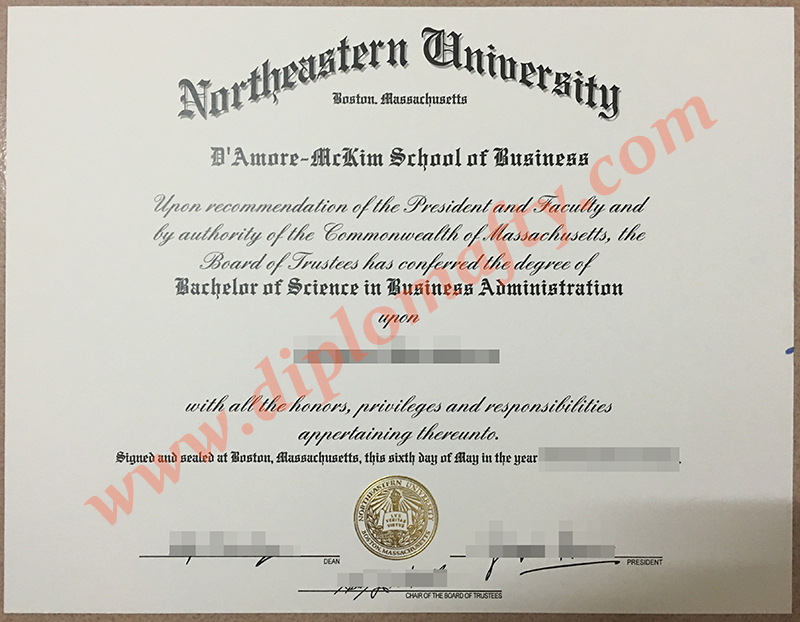 Northeastern University
Boston, Massachusetts
D'Amore-McKim School of Business
Upon recommendation of the President and Faculty and
by authority of the Commonwealth of Massachusetts, the
Board of Trustees has conferred the degree of
Bachelor of Science in Business Administration
upon
with all the honors, privileges and responsibilities
appertaining thereunto.
Signed and sealed at Boston, Massachusetts, this sixth day of May in the year
NORTHEASTERN UNIVERSITY
LUX
VERITAS
VIRTUS
BOSTON, MASSACHUSETTS
DEAN
PRESIDENT
CHAIR OF THE BOARD OF TRUSTEES
www.diplomafty.com